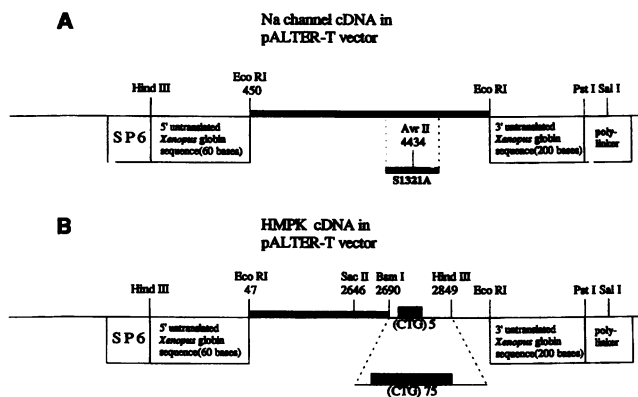 A
Na channel cDNA in
pALTER-T vector
Hind III
Eco RI
450
Eco RI
Pst I Sal I
SP6
5' untranslated
Xenopus globin
sequence(60 bases)
Avr II
4434
S1321A
3' untranslated
Xenopus globin
sequence(200 bases)
poly-
linker
B
HMPK cDNA in
pALTER-T vector
Hind III
Eco RI
47
Sac II
2646
Bam I
2690
Hind III
2849
Eco RI
Pst I Sal I
SP6
5' untranslated
Xenopus globin
sequence(60 bases)
(CTG) 5
3' untranslated
Xenopus globin
sequence(200 bases)
poly-
linker
(CTG) 75